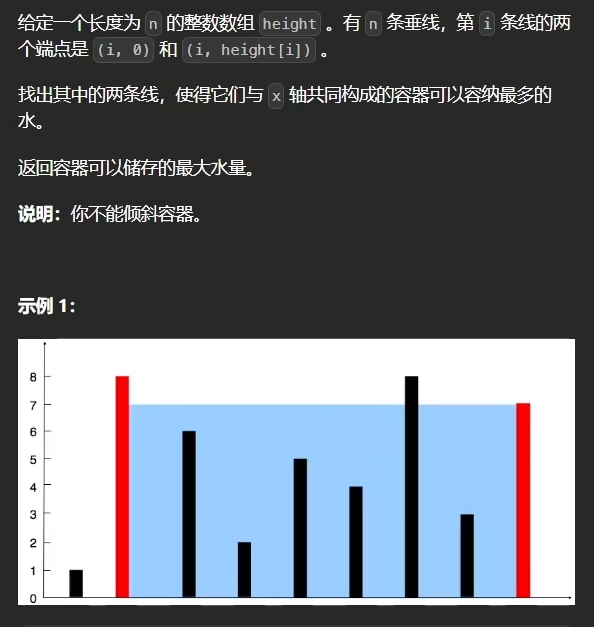 给定一个长度为 n 的整数数组 height 。有 n 条垂线，第 i 条线的两
个端点是 (i, 0) 和 (i, height[i]) 。
找出其中的两条线，使得它们与 x 轴共同构成的容器可以容纳最多的
水。
返回容器可以储存的最大水量。
说明：你不能倾斜容器。
示例 1：
8
7
6
5
4
3
2
1
0